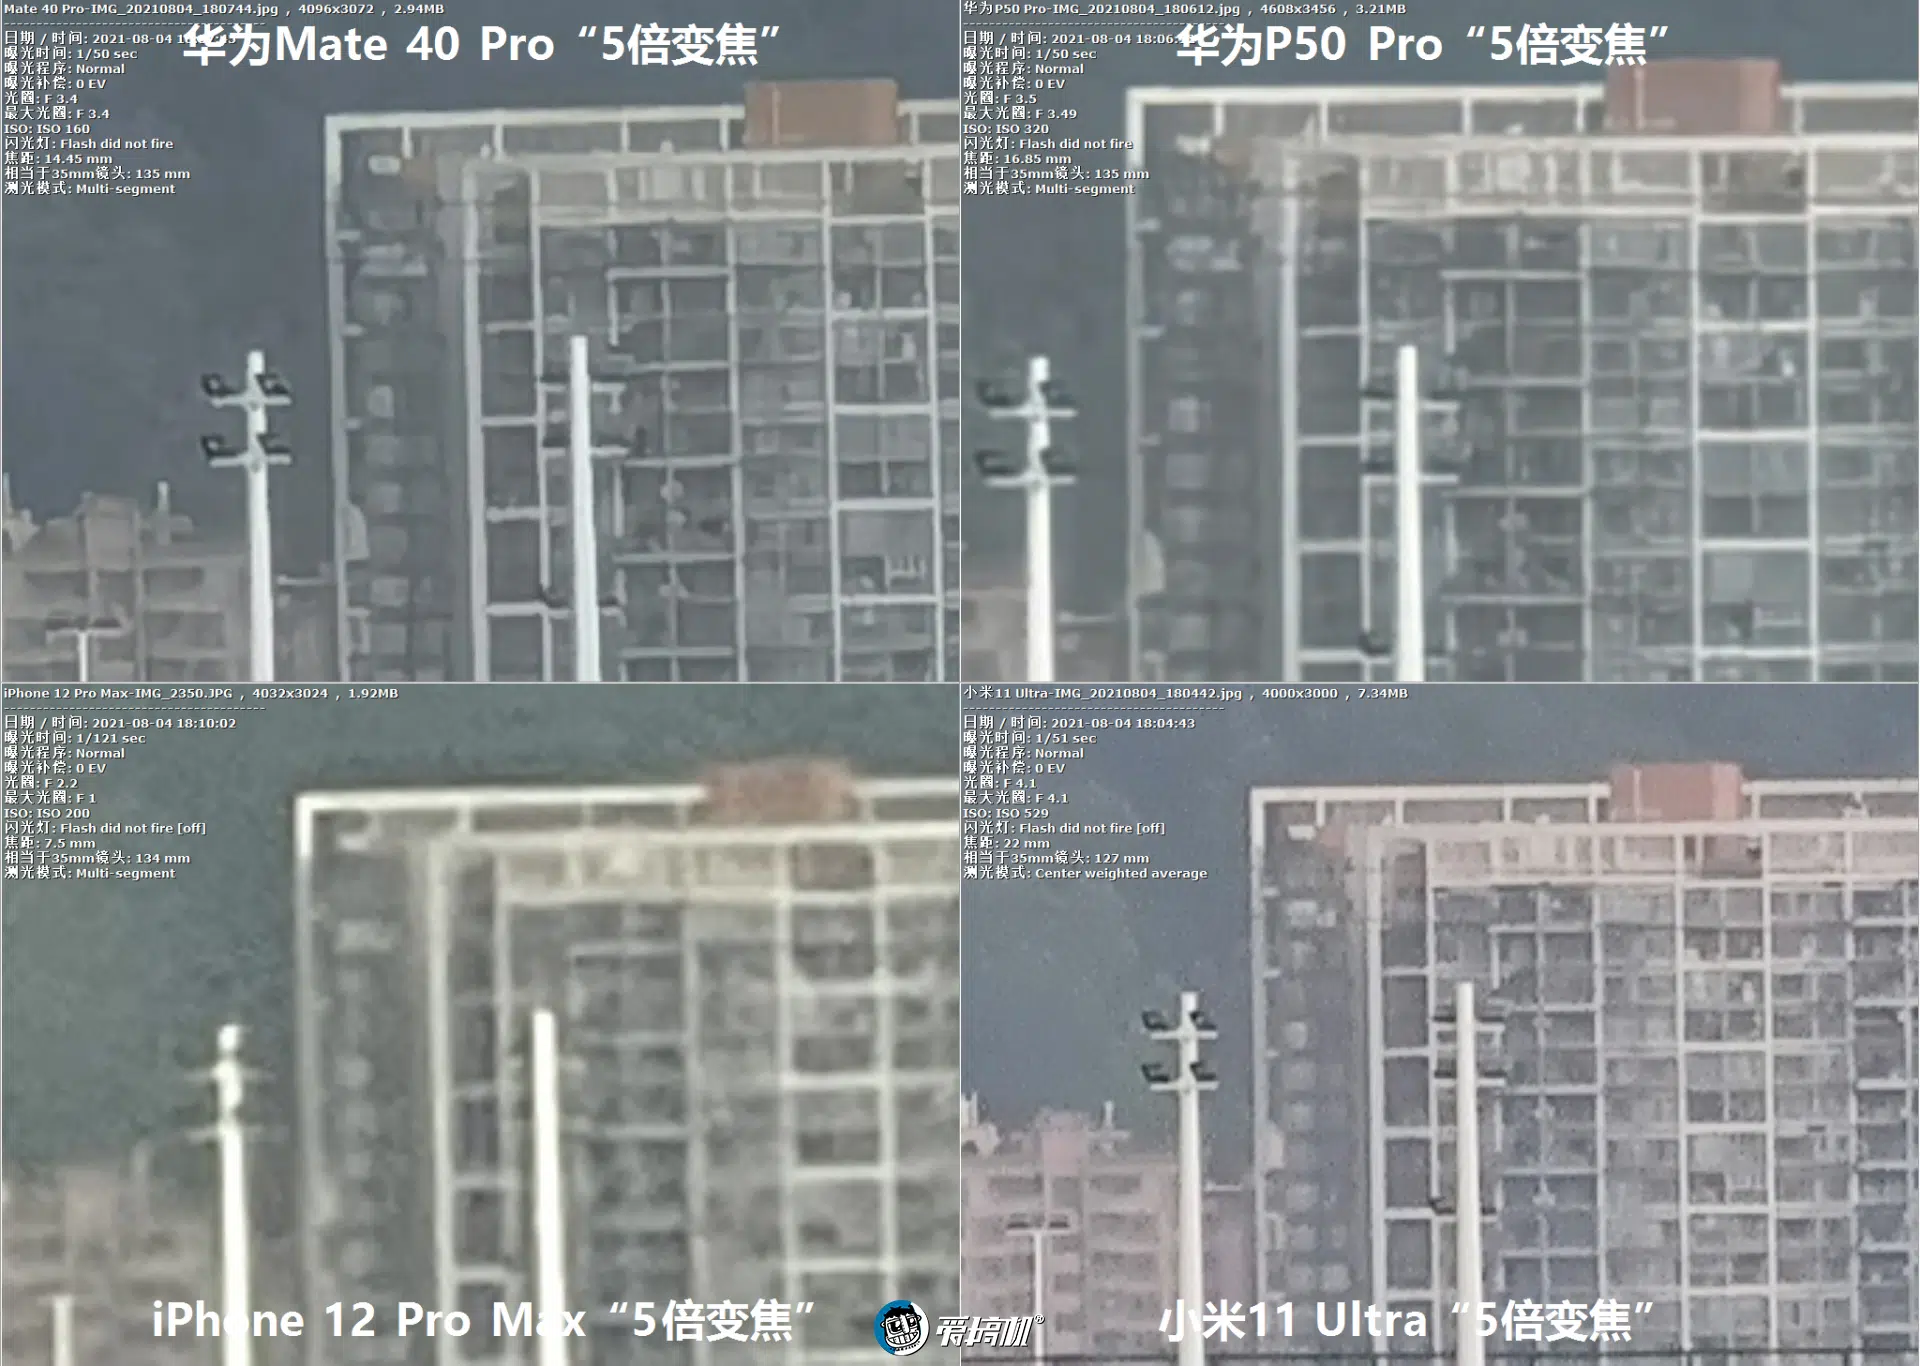 Mate 40 Pro-IMG_20210804_180744.jpg , 4096x3072 , 2.94MB
华为Mate 40 Pro “5倍变焦”
日期 / 时间: 2021-08-04
曝光时间: 1/50 sec
曝光程序: Normal
曝光补偿: 0 EV
光圈: F 3.4
最大光圈: F 3.4
ISO: ISO 160
闪光灯: Flash did not fire
焦距: 14.45 mm
相当于35mm镜头: 135 mm
测光模式: Multi-segment
华为P50 Pro-IMG_20210804_180612.jpg , 4608x3456 , 3.21MB
华为P50 Pro “5倍变焦”
日期 / 时间: 2021-08-04 18:06:
曝光时间: 1/50 sec
曝光程序: Normal
曝光补偿: 0 EV
光圈: F 3.5
最大光圈: F 3.49
ISO: ISO 320
闪光灯: Flash did not fire
焦距: 16.85 mm
相当于35mm镜头: 135 mm
测光模式: Multi-segment
iPhone 12 Pro Max-IMG_2350.JPG , 4032x3024 , 1.92MB
日期 / 时间: 2021-08-04 18:10:02
曝光时间: 1/121 sec
曝光程序: Normal
曝光补偿: 0 EV
光圈: F 2.2
最大光圈: F 1
ISO: ISO 200
闪光灯: Flash did not fire [off]
焦距: 7.5 mm
相当于35mm镜头: 134 mm
测光模式: Multi-segment
iPhone 12 Pro Max “5倍变焦”
小米11 Ultra-IMG_20210804_180442.jpg , 4000x3000 , 7.34MB
日期 / 时间: 2021-08-04 18:04:43
曝光时间: 1/51 sec
曝光程序: Normal
曝光补偿: 0 EV
光圈: F 4.1
最大光圈: F 4.1
ISO: ISO 529
闪光灯: Flash did not fire [off]
焦距: 22 mm
相当于35mm镜头: 127 mm
测光模式: Center weighted average
小米11 Ultra “5倍变焦”
爱搞机®